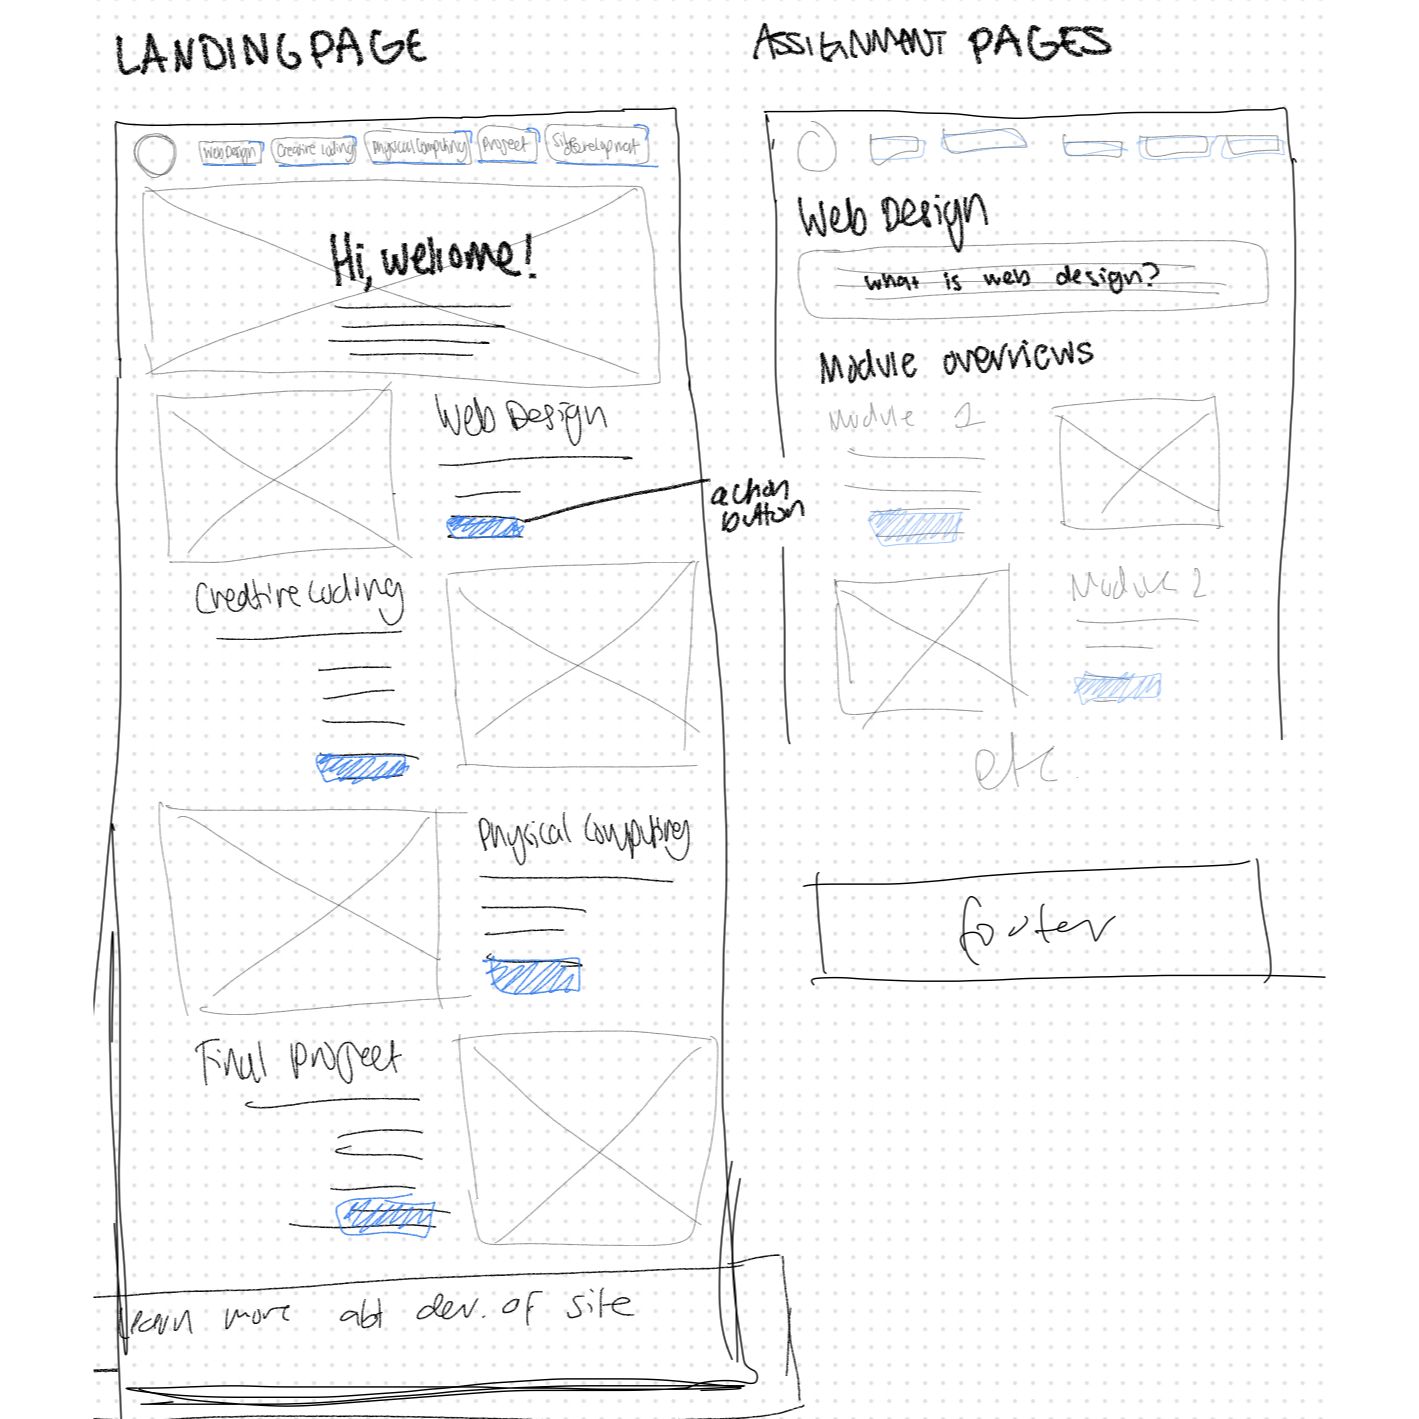 LANDING PAGE
Web Design
Creative Coding
Physical Computing
Project
Site Development
Hi, welcome!
Web Design
action
button
Creative Coding
Physical Computing
Final Project
Learn more abt dev. of site
ASSIGNMENT PAGES
Web Design
what is web design?
Module overviews
Module 1
Module 2
etc
footer